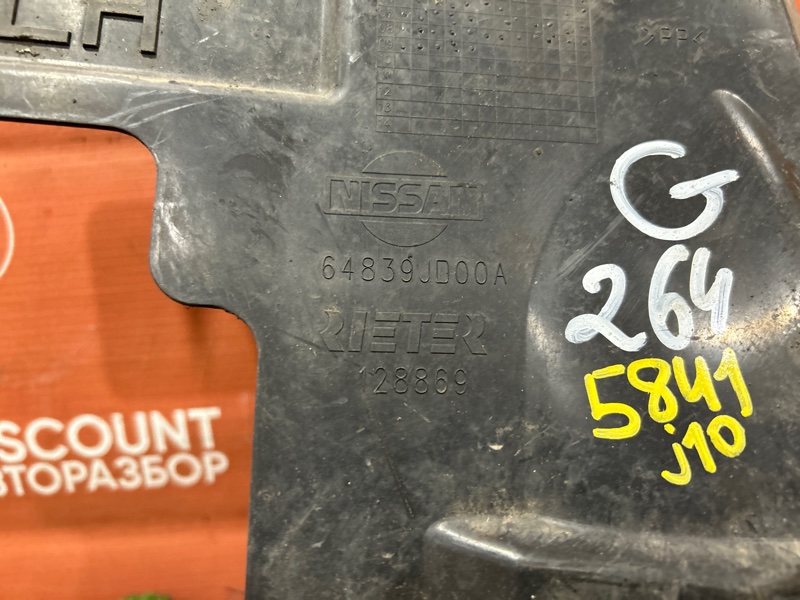 LH
NISSAN
64839JD00A
RIETER
128869
G
264
5841
j10
SCOUNT
ВТОРАЗБОР